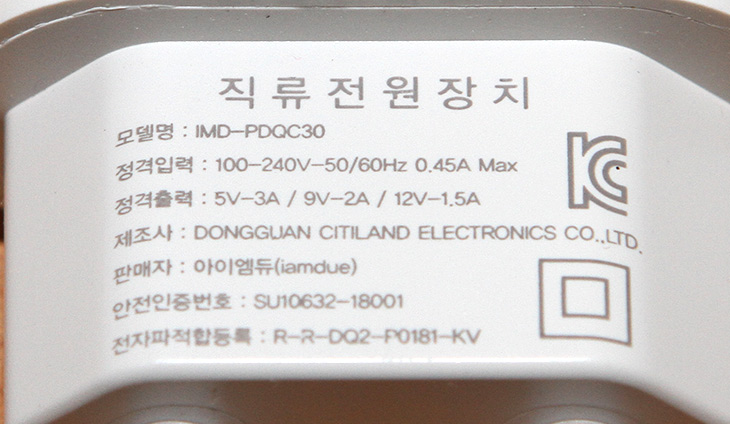 직류전원장치
모델명 : IMD-PDQC30
정격입력 : 100-240V-50/60Hz 0.45A Max
정격출력 : 5V-3A / 9V-2A / 12V-1.5A
제조사 : DONGGUAN CITILAND ELECTRONICS CO.,LTD.
판매자 : 아이엠듀(iamdue)
안전인증번호 : SU10632-18001
전자파적합등록 : R-R-DQ2-P0181-KV